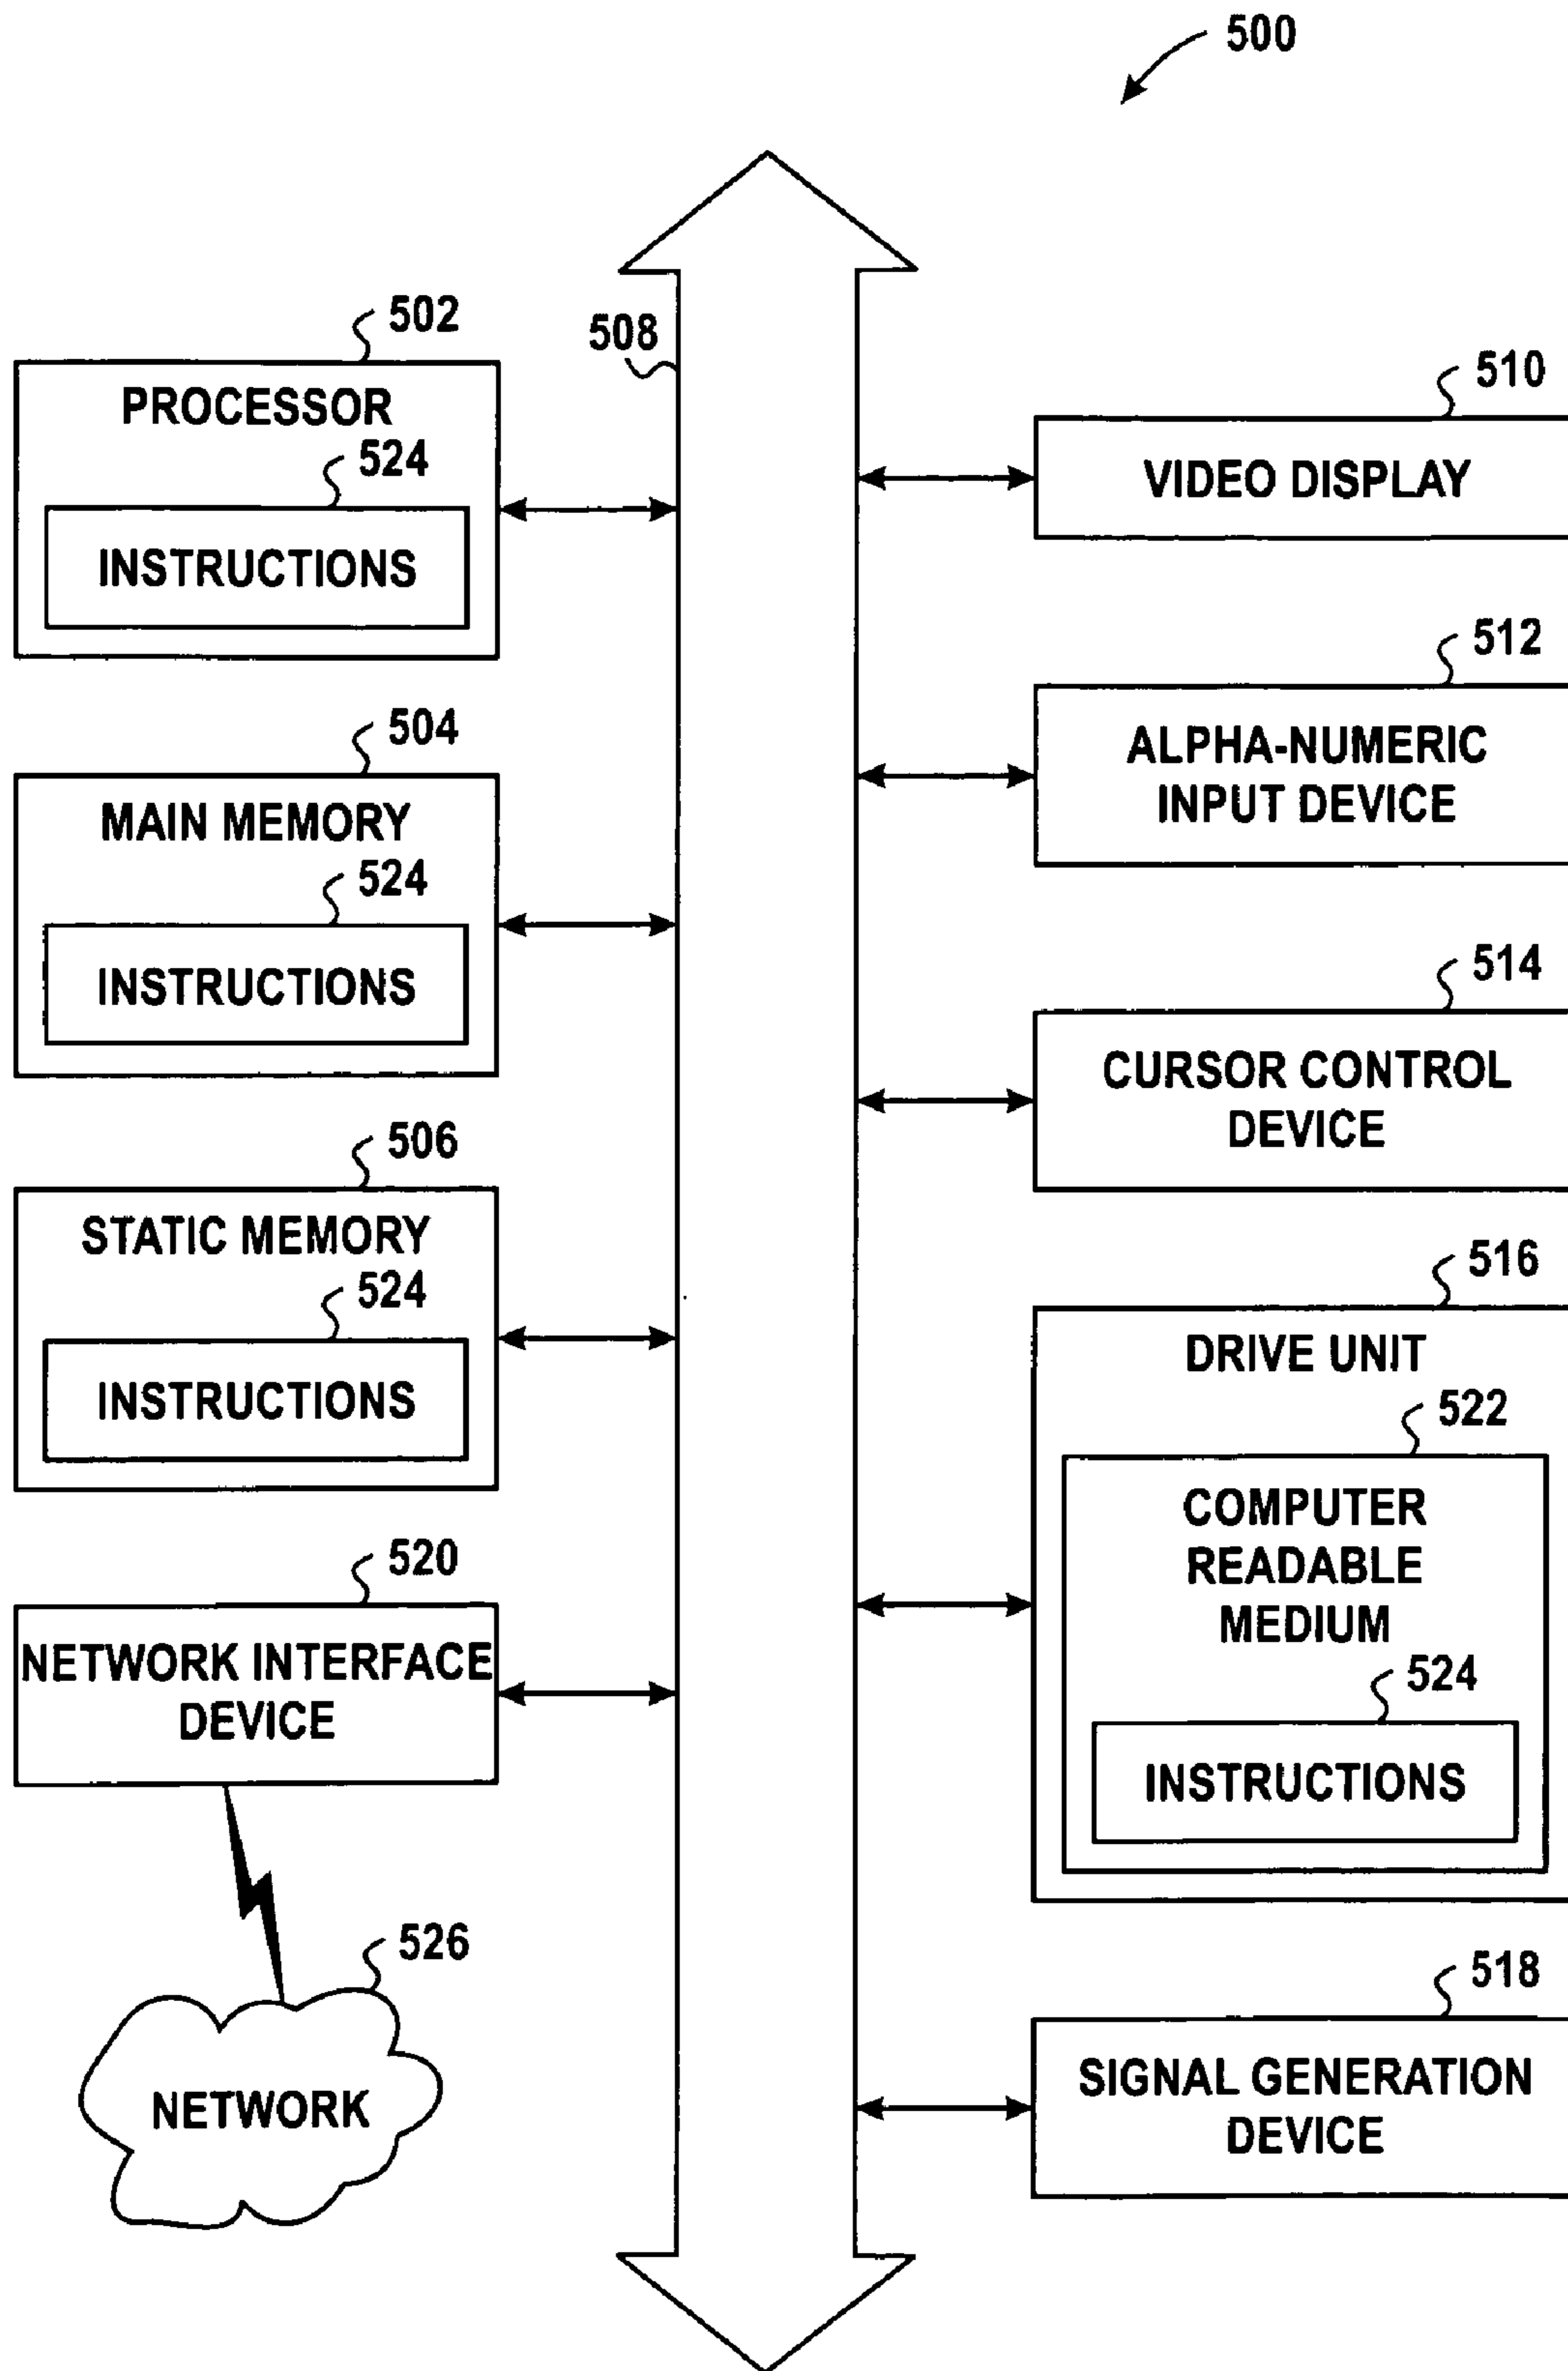 500
502
PROCESSOR
524
INSTRUCTIONS
508
504
MAIN MEMORY
524
INSTRUCTIONS
506
STATIC MEMORY
524
INSTRUCTIONS
520
NETWORK INTERFACE
DEVICE
526
NETWORK
510
VIDEO DISPLAY
512
ALPHA-NUMERIC
INPUT DEVICE
514
CURSOR CONTROL
DEVICE
516
DRIVE UNIT
522
COMPUTER
READABLE
MEDIUM
524
INSTRUCTIONS
518
SIGNAL GENERATION
DEVICE